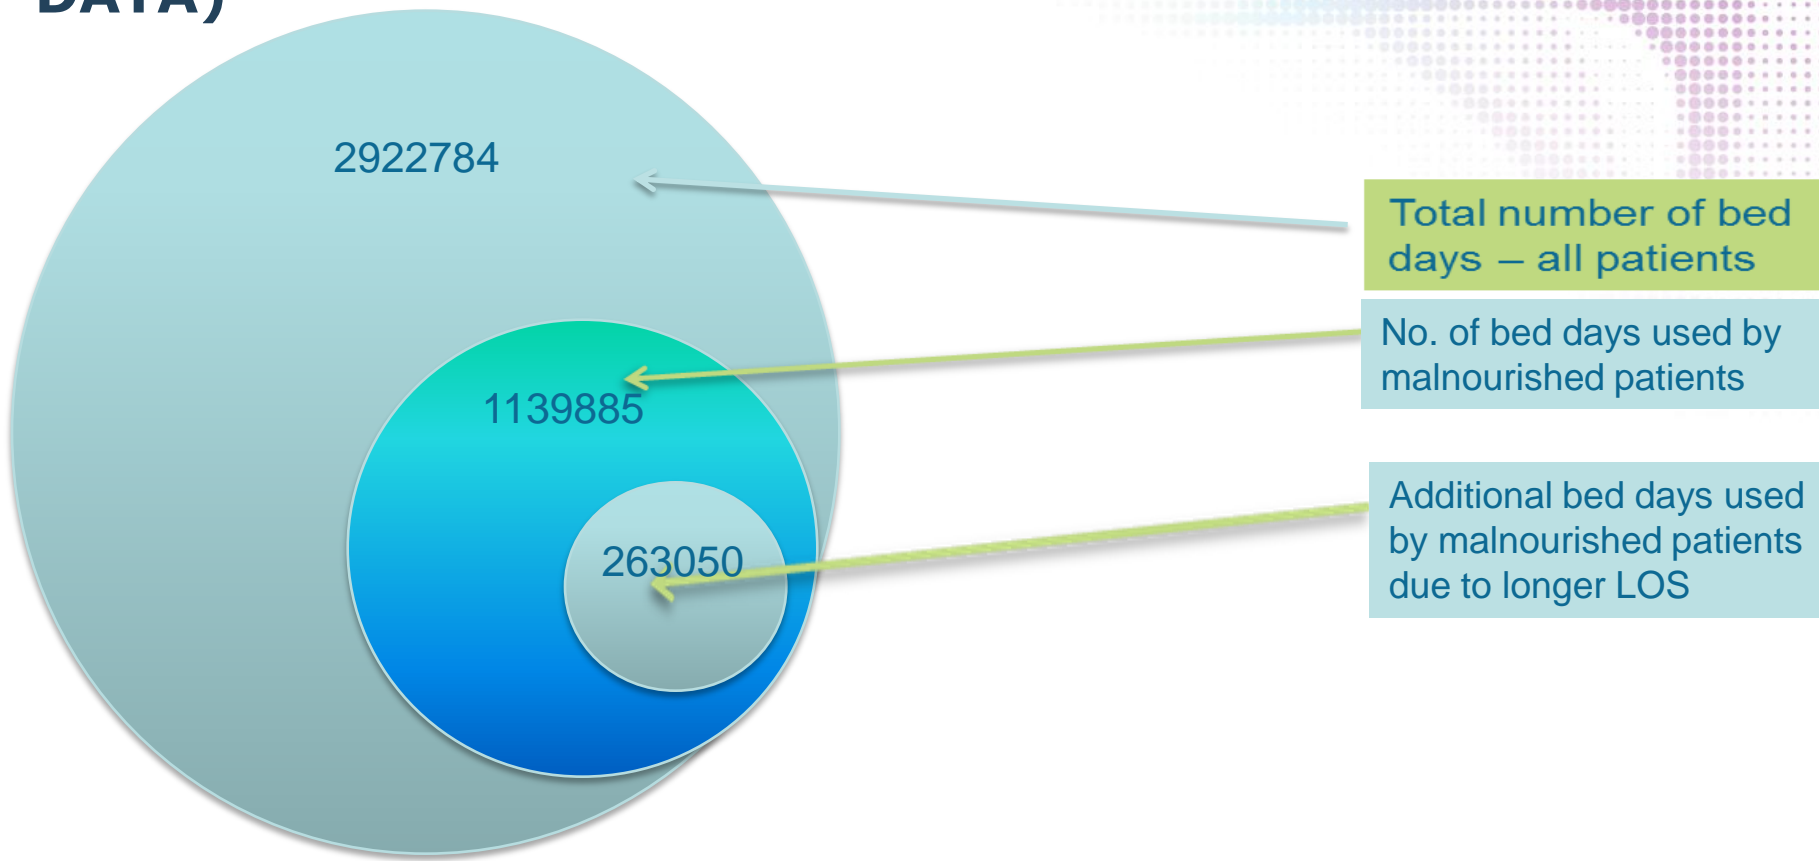 DATA)
2922784
Total number of bed
days – all patients
No. of bed days used by
malnourished patients
1139885
Additional bed days used
by malnourished patients
due to longer LOS
263050